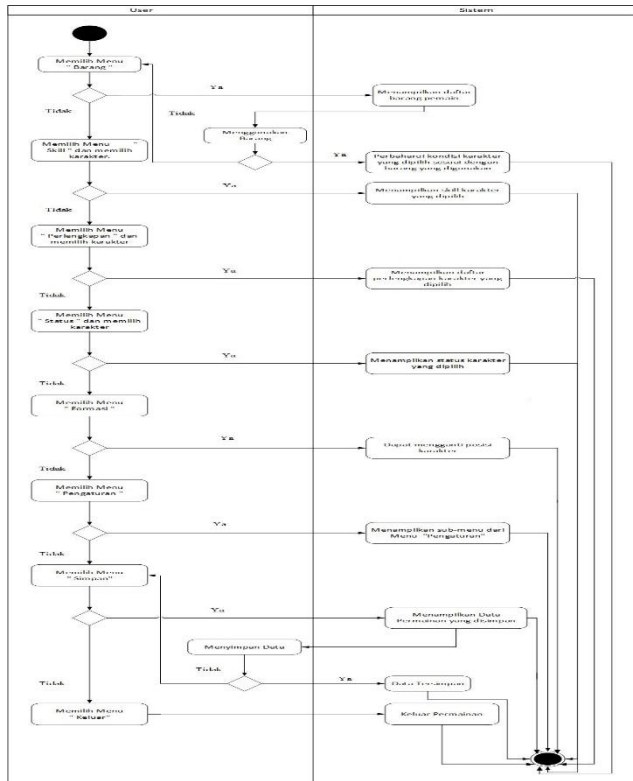 User
Sistem
Memilih Menu
" Barang "
Ya
Menampilkan daftar
barang pemain
Tidak
Tidak
Menggunakan
Barang
Memilih Menu "
Skill" dan memilih
karakter.
Ya
Perbaharui kondisi karakter
yang dipilih sesuai dengan
barang yang digunakan
Ya
Menampilkan skill karakter
yang dipilih
Tidak
Memilih Menu
" Perlengkapan " dan
memilih karakter
Ya
Menampilkan daftar
perlengkapan karakter yang
dipilih
Tidak
Memilih Menu
" Status " dan memilih
karakter
Ya
Menampilkan status karakter
yang dipilih
Tidak
Memilih Menu
" Formasi "
Ya
Dapat mengganti posisi
karakter
Tidak
Memilih Menu
" Pengaturan "
Ya
Menampilkan sub-menu dari
Menu "Pengaturan"
Tidak
Memilih Menu
" Simpan"
Ya
Menampilkan Data
Permainan yang disimpan
Menyimpan Data
Tidak
Ya
Data Tersimpan
Tidak
Memilih Menu
"Keluar"
Keluar Permainan